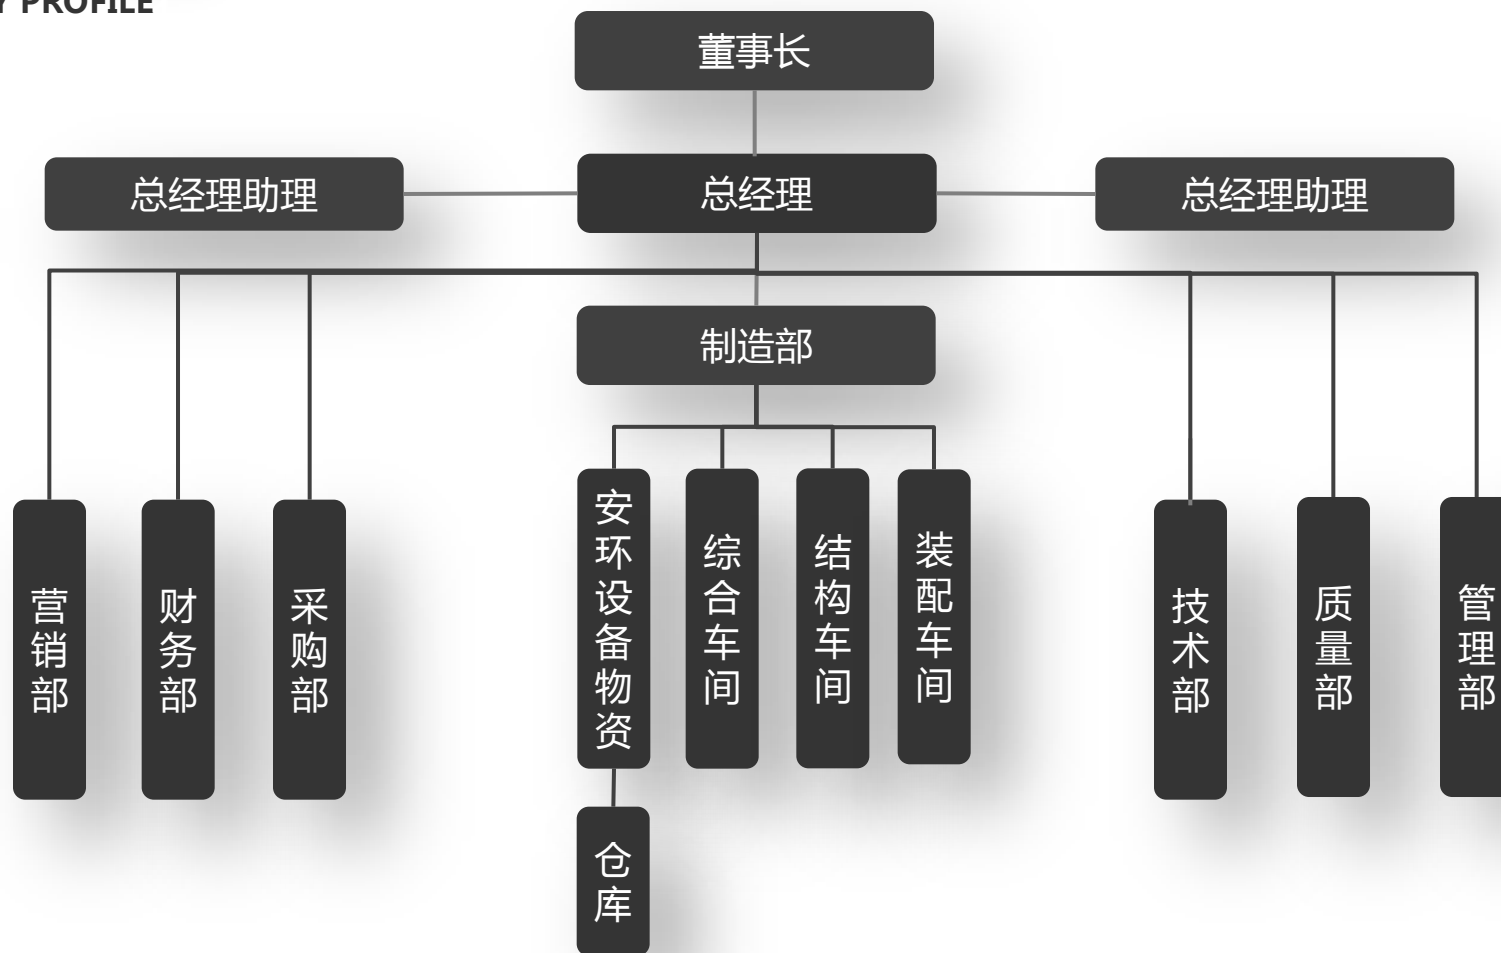 Y PROFILE
董事长
总经理助理
总经理
总经理助理
制造部
营销部
财务部
采购部
安环设备物资
综合车间
结构车间
装配车间
技术部
质量部
管理部
仓库